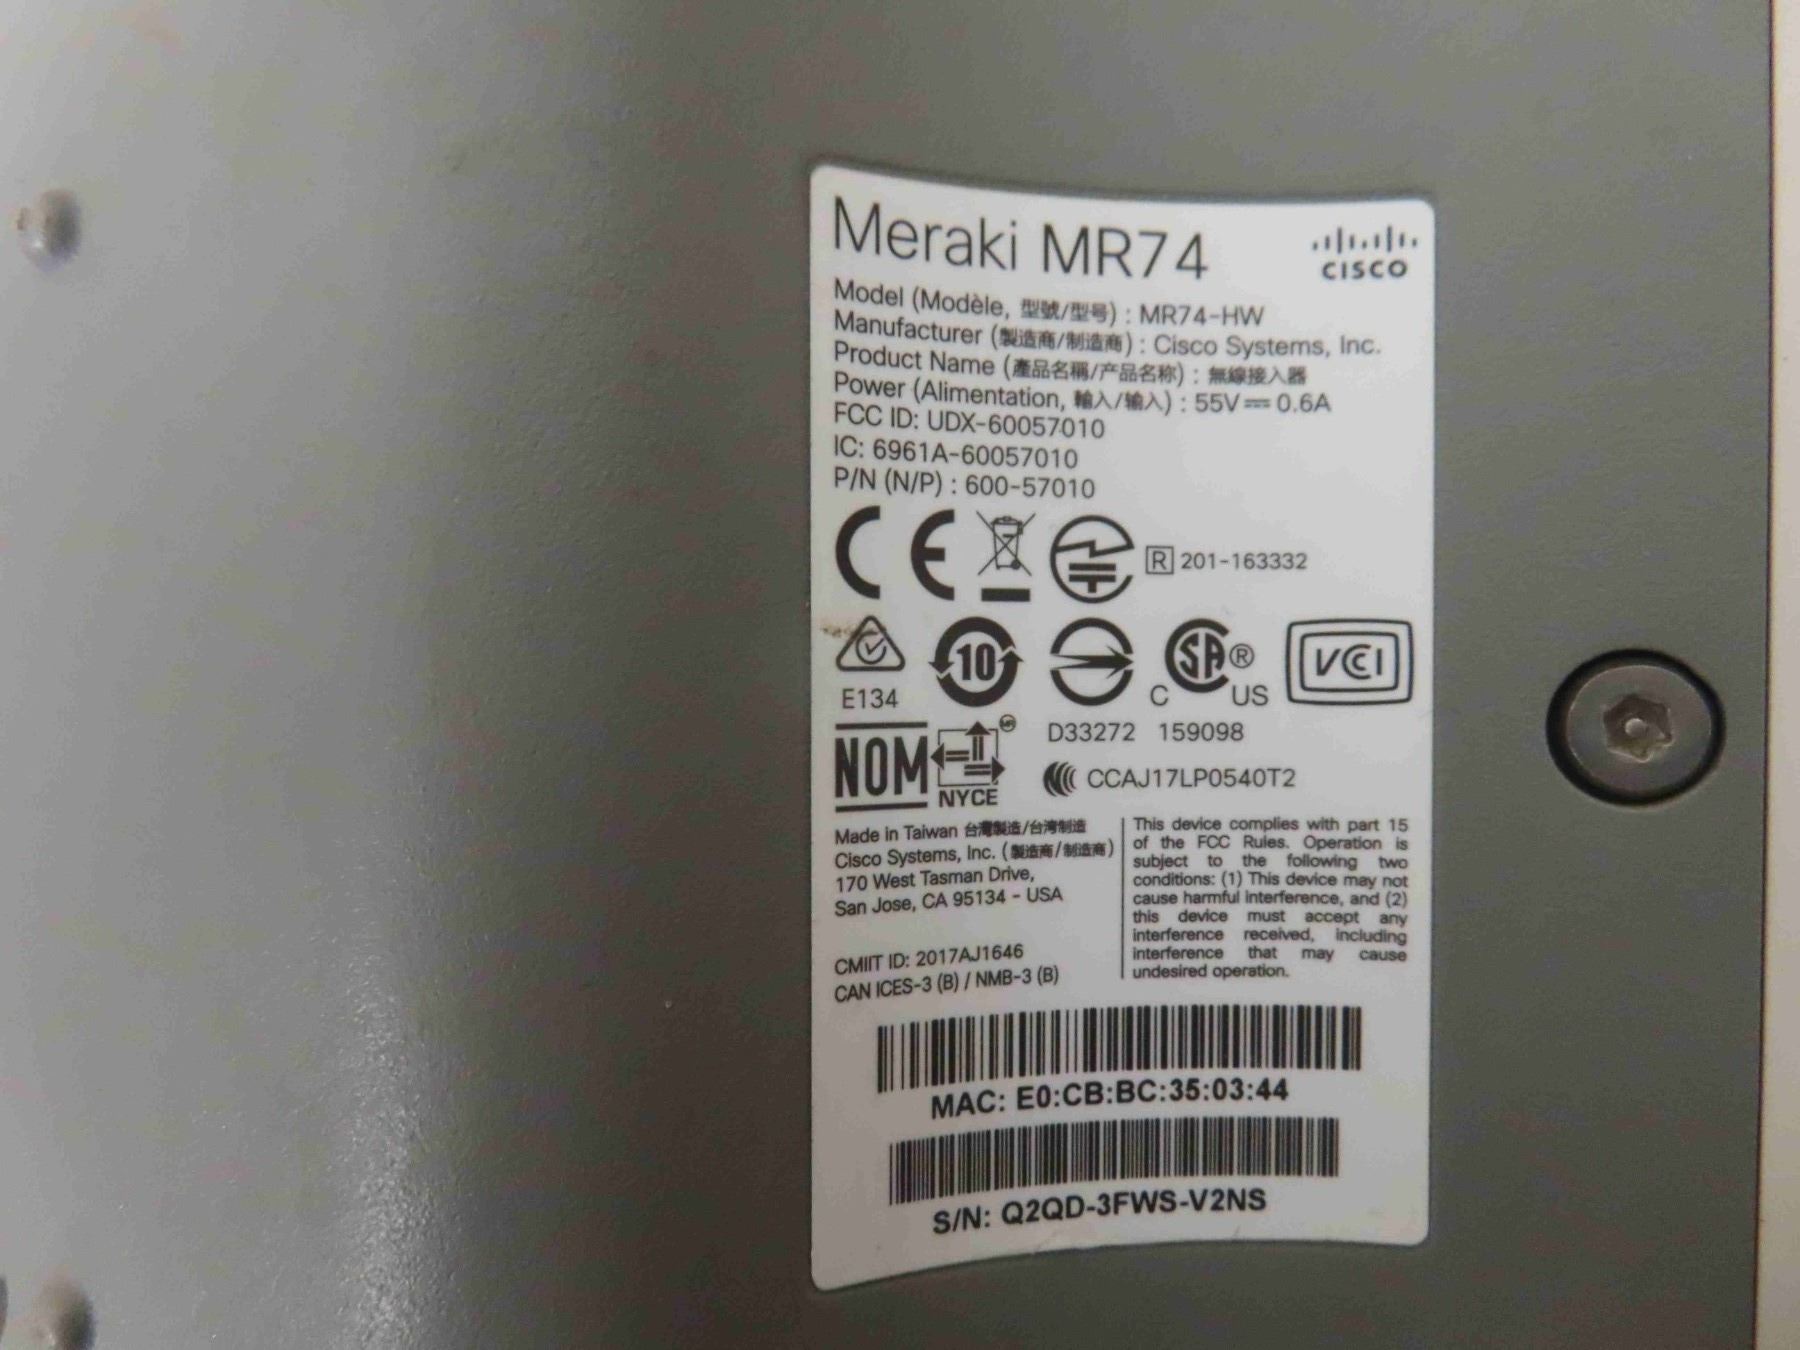 Meraki MR74
CISCO
Model (Modèle, 型號/型号) : MR74-HW
Manufacturer (製造商/制造商) : Cisco Systems, Inc.
Product Name (產品名稱/产品名称) : 無線接入器
Power (Alimentation, 輸入/输入) : 55V⎓0.6A
FCC ID: UDX-60057010
IC: 6961A-60057010
P/N (N/P) : 600-57010
CE
R 201-163332
E134
10
C SA® US
VCI
D33272 159098
NOM
NYCE
CCAJ17LP0540T2
Made in Taiwan 台灣製造/台湾制造
Cisco Systems, Inc. (製造商/制造商)
170 West Tasman Drive,
San Jose, CA 95134 - USA
CMIIT ID: 2017AJ1646
CAN ICES-3 (B) / NMB-3 (B)
This device complies with part 15
of the FCC Rules. Operation is
subject to the following two
conditions: (1) This device may not
cause harmful interference, and (2)
this device must accept any
interference received, including
interference that may cause
undesired operation.
MAC: E0:CB:BC:35:03:44
S/N: Q2QD-3FWS-V2NS